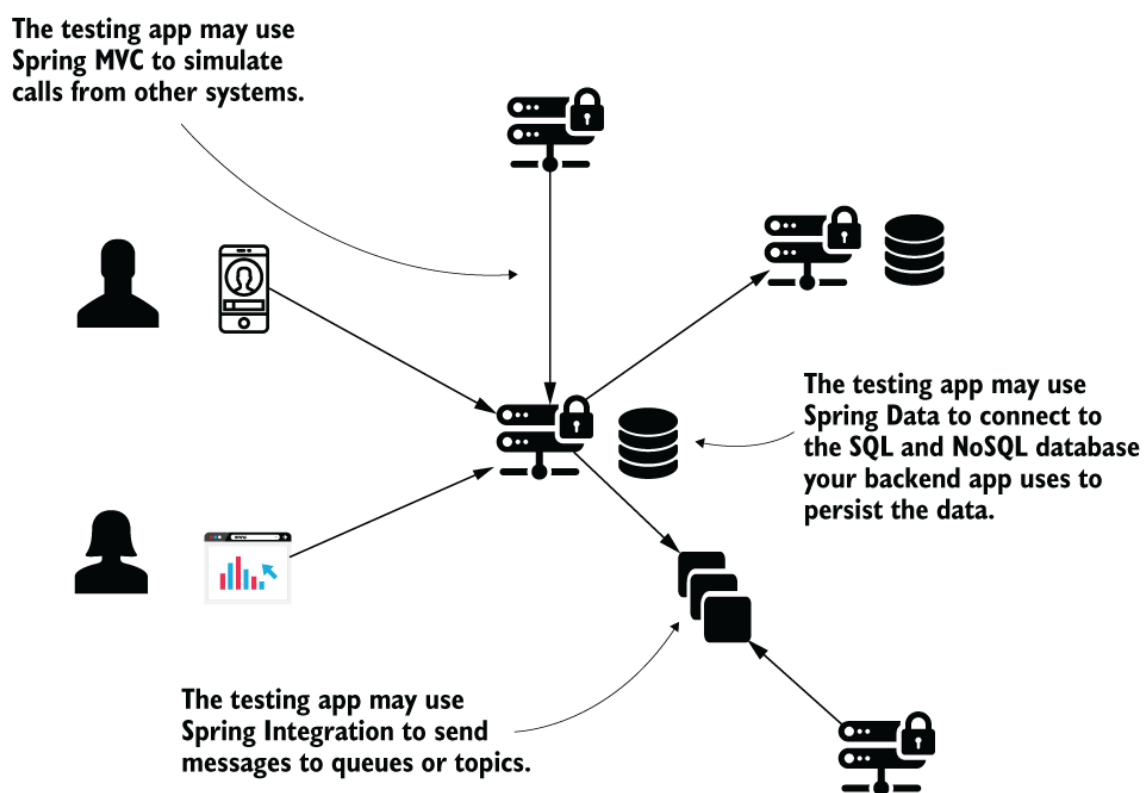 The testing app may use
Spring MVC to simulate
calls from other systems.
The testing app may use
Spring Data to connect to
the SQL and NoSQL database
your backend app uses to
persist the data.
The testing app may use
Spring Integration to send
messages to queues or topics.